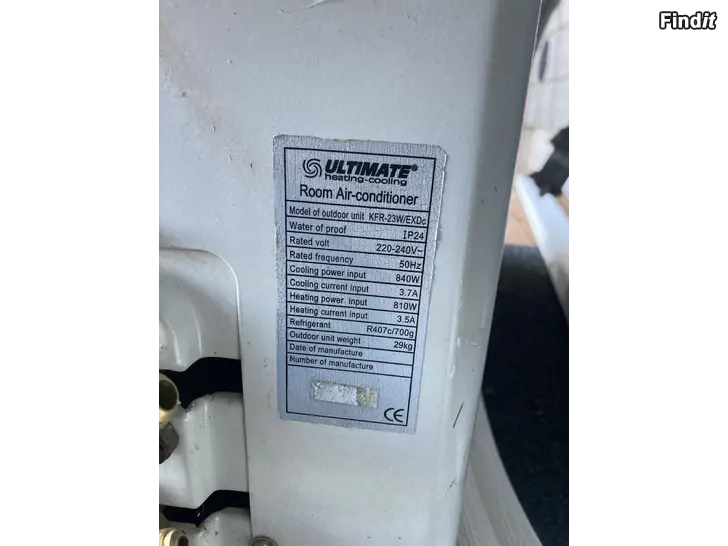 Findit
ULTIMATE®
heating-cooling
Room Air-conditioner
Model of outdoor unit KFR-23W/EXDc
Water of proof IP24
Rated volt 220-240V~
Rated frequency 50Hz
Cooling power input 840W
Cooling current input 3.7A
Heating power input 810W
Heating current input 3.5A
Refrigerant R407c/700g
Outdoor unit weight 29kg
Date of manufacture
Number of manufacture
CE